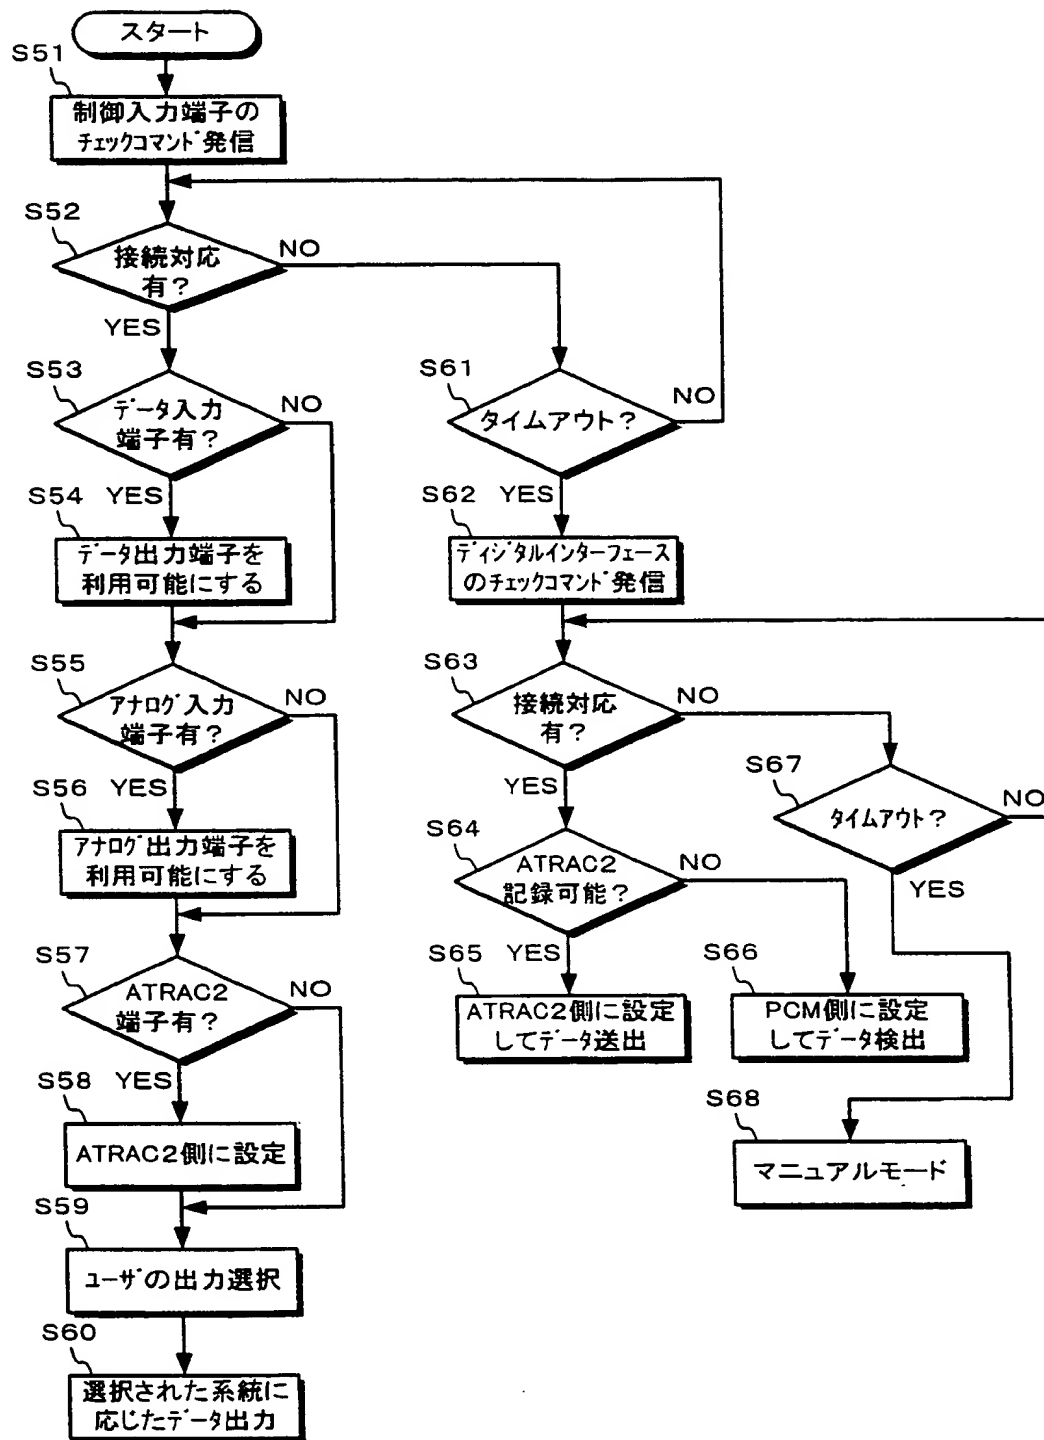 スタート
S51
制御入力端子の
チェックコマンド発信
S52
接続対応
有?
NO
YES
S53
データ入力
端子有?
NO
S54
YES
データ出力端子を
利用可能にする
S55
アナログ入力
端子有?
NO
S56
YES
アナログ出力端子を
利用可能にする
S57
ATRAC2
端子有?
NO
S58
YES
ATRAC2側に設定
S59
ユーザの出力選択
S60
選択された系統に
応じたデータ出力
S61
タイムアウト?
NO
S62
YES
ディジタルインターフェース
のチェックコマンド発信
S63
接続対応
有?
NO
YES
S64
ATRAC2
記録可能?
NO
S65
YES
ATRAC2側に設定
してデータ送出
S66
PCM側に設定
してデータ検出
S67
タイムアウト?
NO
YES
S68
マニュアルモード